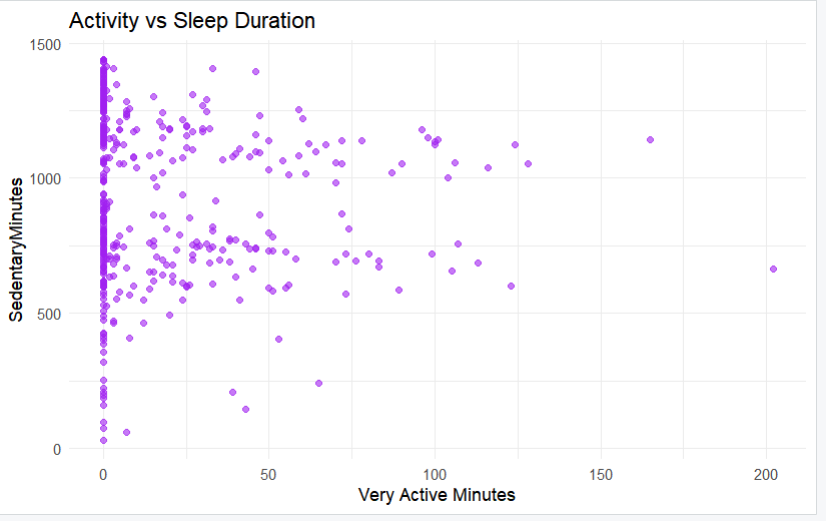 Activity vs Sleep Duration
1500
1000
500
0
SedentaryMinutes
0 50 100 150 200
Very Active Minutes